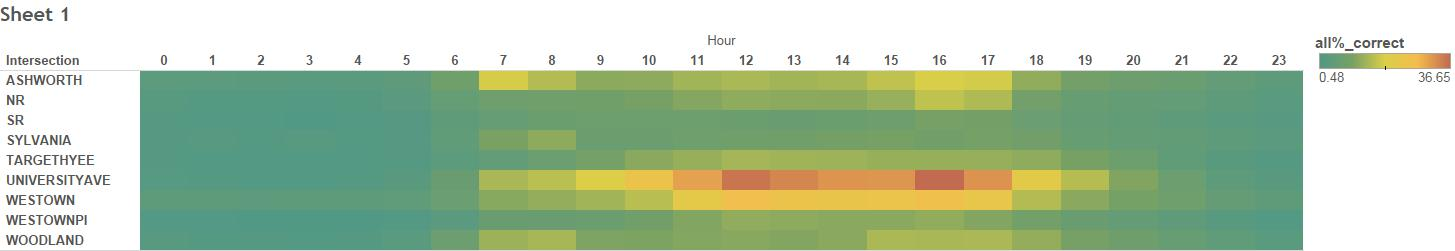 Sheet 1
Hour
Intersection 0 1 2 3 4 5 6 7 8 9 10 11 12 13 14 15 16 17 18 19 20 21 22 23
ASHWORTH
NR
SR
SYLVANIA
TARGETHYEE
UNIVERSITYAVE
WESTOWN
WESTOWNPI
WOODLAND
all%_correct
0.48 36.65